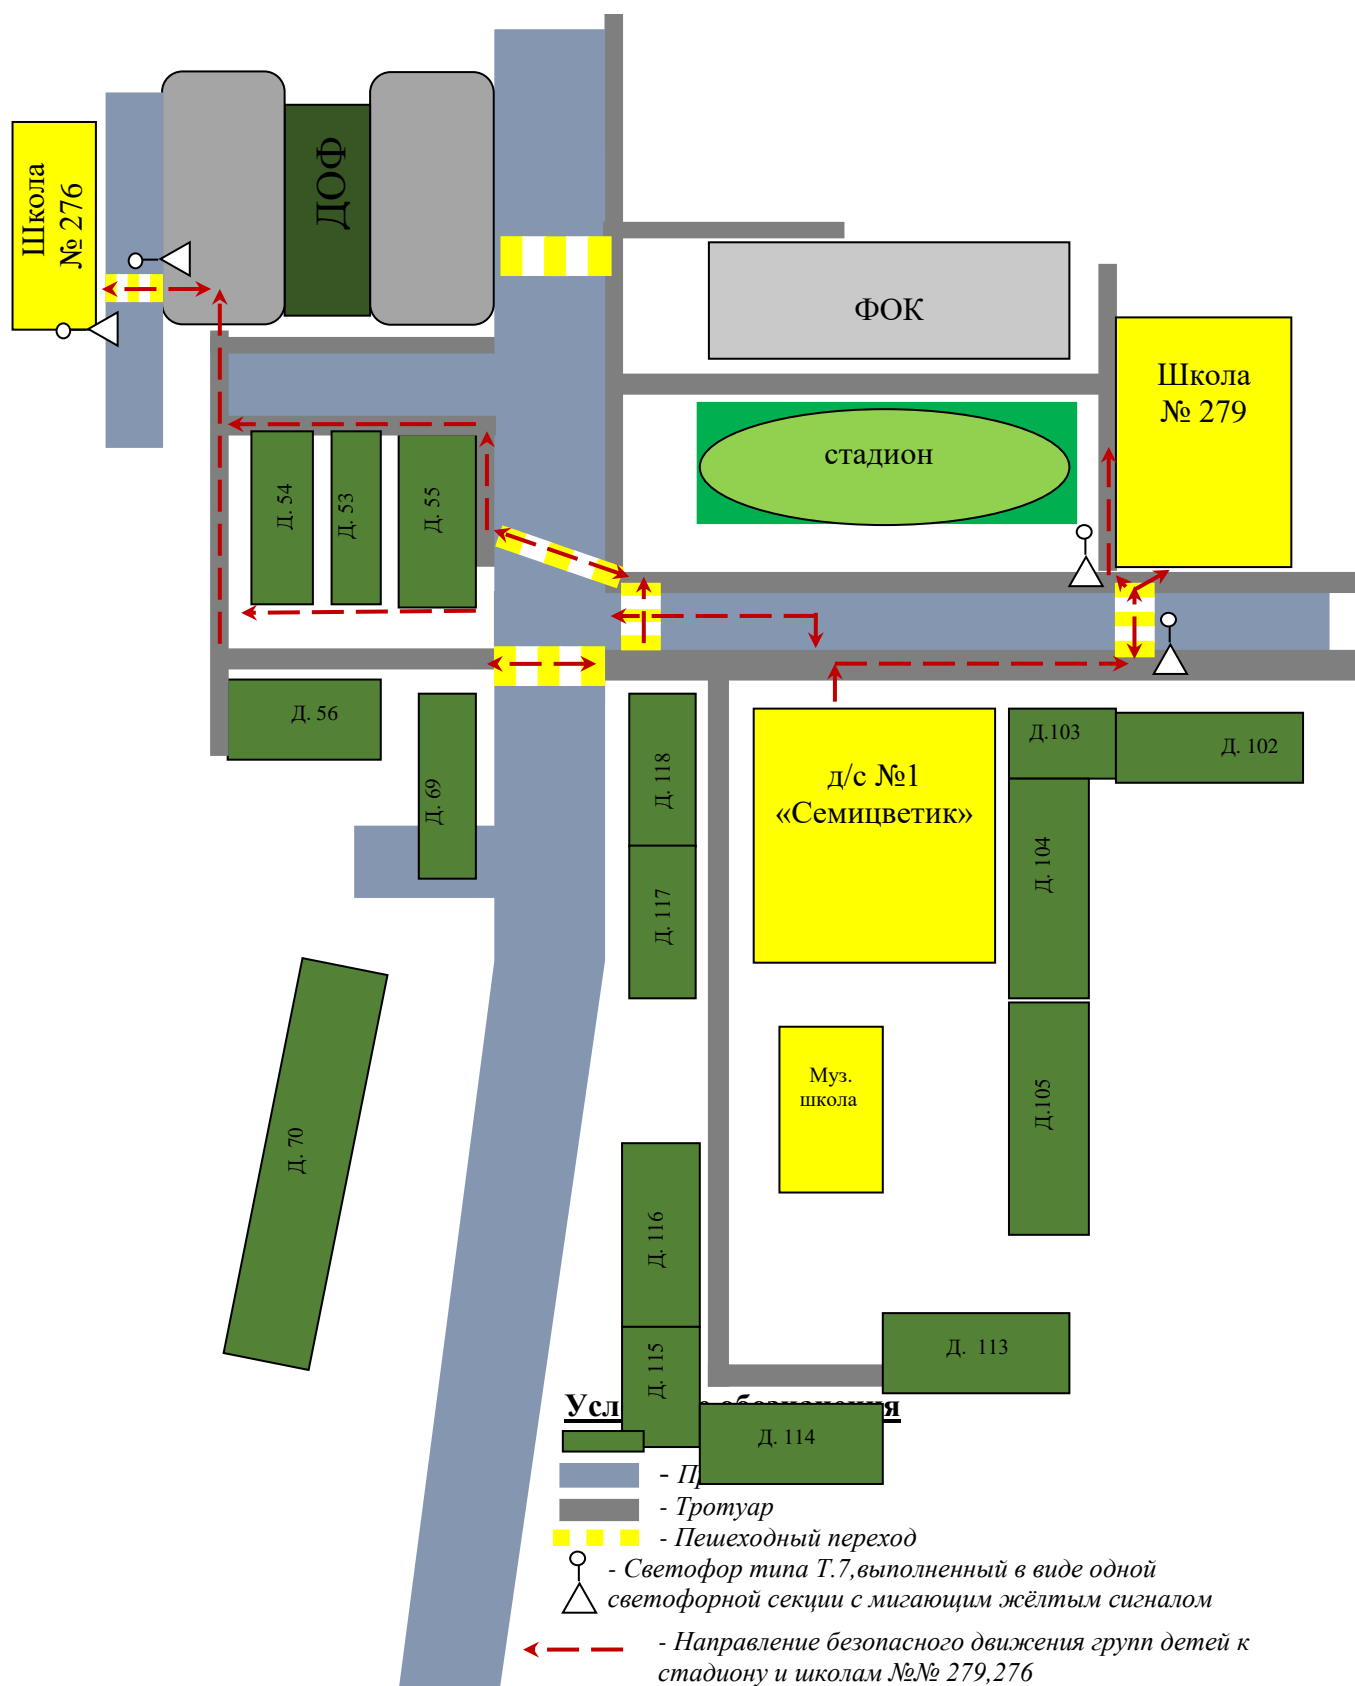 Школа
№ 276
ДОФ
ФОК
Школа
№ 279
стадион
Д. 54
Д. 53
Д. 55
Д. 56
Д. 69
Д. 118
Д. 117
д/с №1
«Семицветик»
Д.103
Д. 102
Д. 104
Д.105
Муз.
школа
Д. 70
Д. 116
Д. 115
Д. 113
Д. 114
- Тротуар
- Пешеходный переход
- Светофор типа Т.7,выполненный в виде одной
светофорной секции с мигающим жёлтым сигналом
- Направление безопасного движения групп детей к
стадиону и школам №№ 279,276